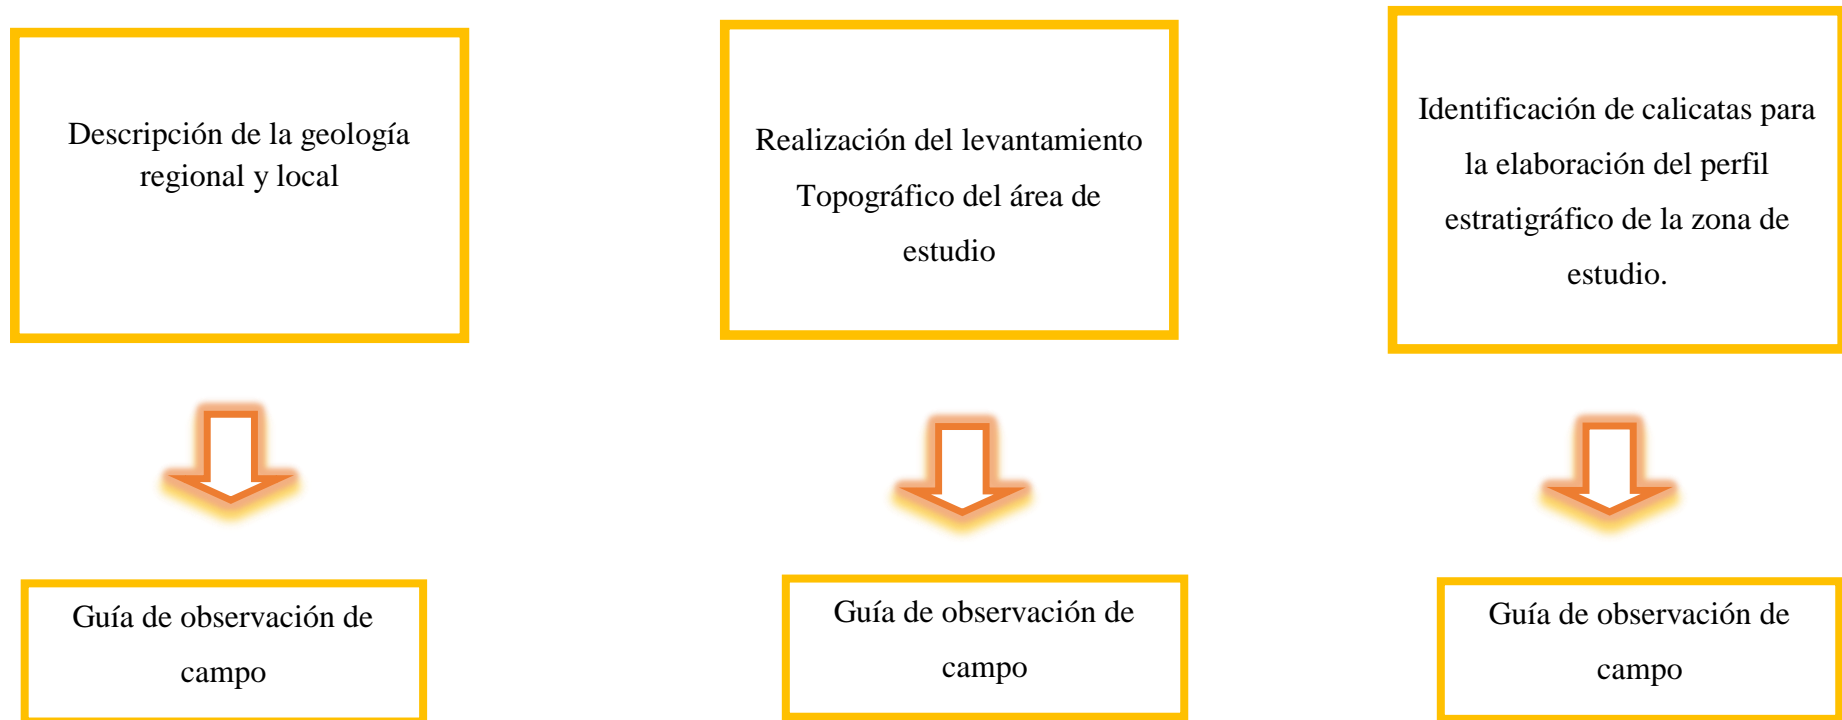 Descripción de la geología
regional y local
Realización del levantamiento
Topográfico del área de
estudio
Identificación de calicatas para
la elaboración del perfil
estratigráfico de la zona de
estudio.
Guía de observación de
campo
Guía de observación de
campo
Guía de observación de
campo